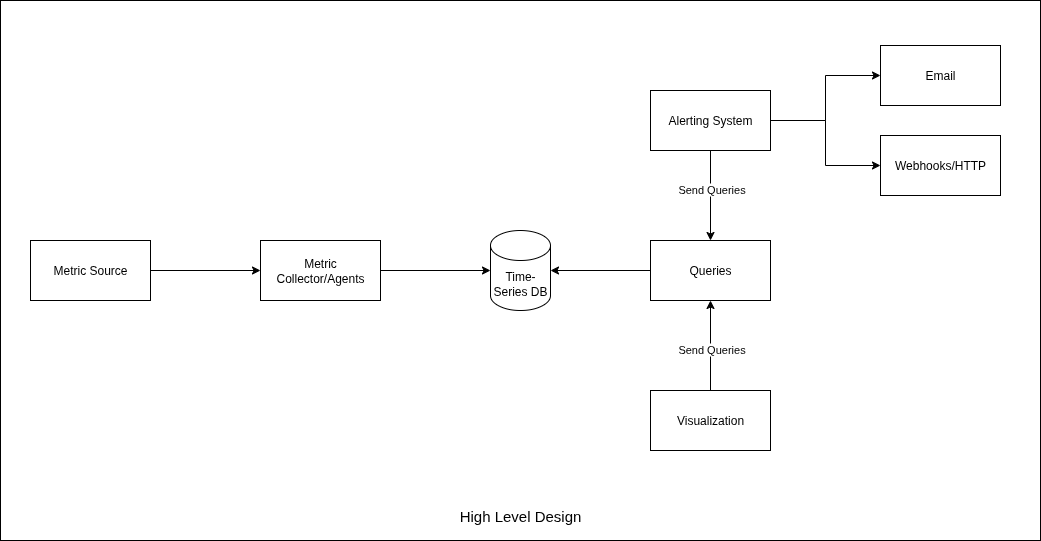 Email
Alerting System
Webhooks/HTTP
Send Queries
Metric Source
Metric
Collector/Agents
Time-
Series DB
Queries
Send Queries
Visualization
High Level Design